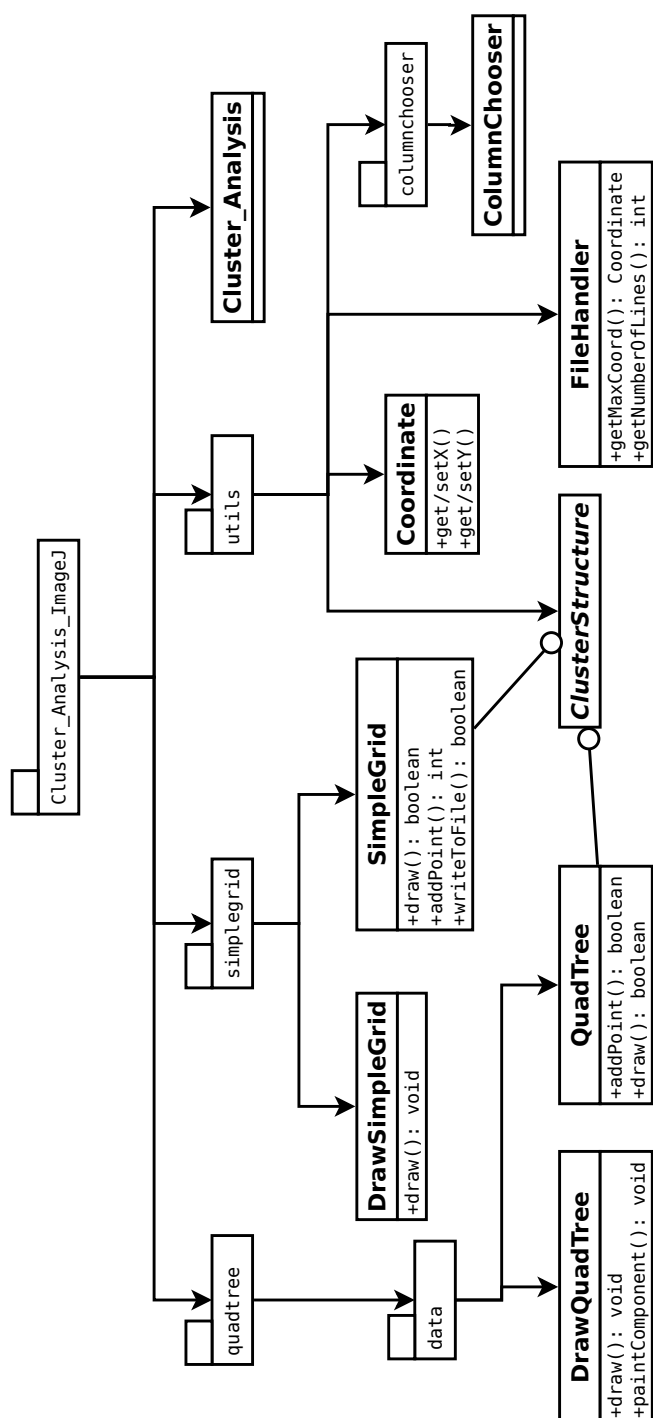 Cluster_Analysis_ImageJ
quadtree
simplegrid
utils
Cluster_Analysis
data
DrawSimpleGrid
+draw(): void
SimpleGrid
+draw(): boolean
+addPoint(): int
+writeToFile(): boolean
Coordinate
+get/setX()
+get/setY()
columnchooser
ColumnChooser
DrawQuadTree
+draw(): void
+paintComponent(): void
QuadTree
+addPoint(): boolean
+draw(): boolean
ClusterStructure
FileHandler
+getMaxCoord(): Coordinate
+getNumberOfLines(): int